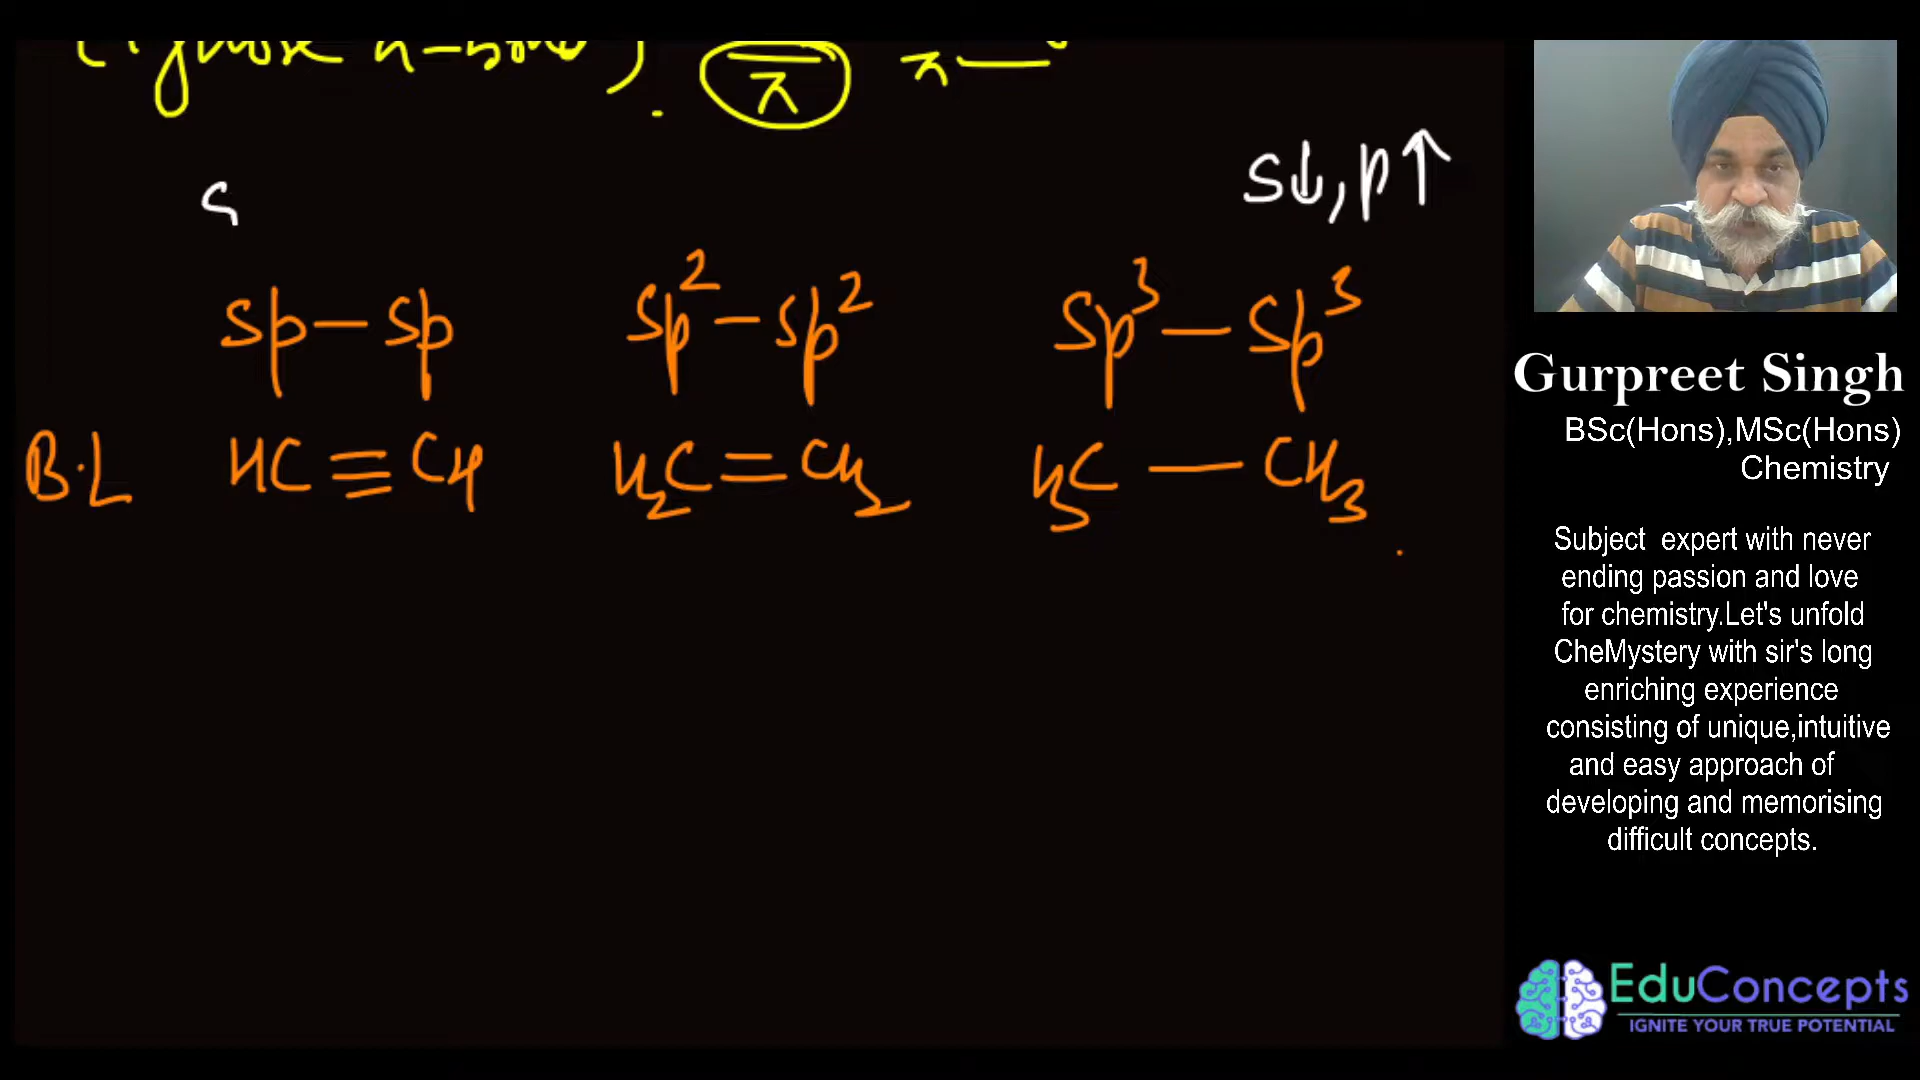 π π
s s↓, p↑
sp – sp sp² – sp² sp³ – sp³
B.L HC≡CH H₂C=CH₂ H₃C – CH₃
Gurpreet Singh
BSc(Hons),MSc(Hons)
Chemistry
Subject expert with never
ending passion and love
for chemistry.Let's unfold
CheMystery with sir's long
enriching experience
consisting of unique,intuitive
and easy approach of
developing and memorising
difficult concepts.
EduConcepts
IGNITE YOUR TRUE POTENTIAL